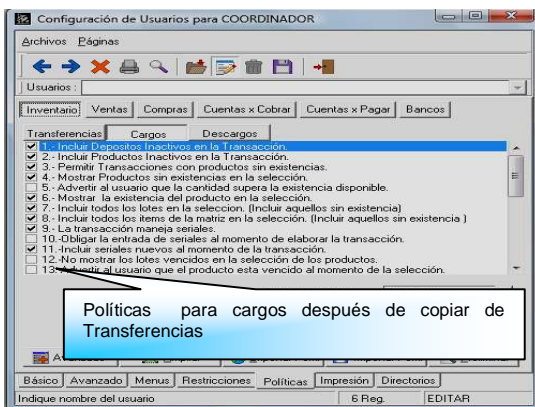 Configuración de Usuarios para COORDINADOR
Archivos Páginas
Usuarios :
Inventario Ventas Compras Cuentas x Cobrar Cuentas x Pagar Bancos
Transferencias Cargos Descargos
1.- Incluir Depositos Inactivos en la Transacción.
2.- Incluir Productos Inactivos en la Transacción.
3.- Permitir Transacciones con productos sin existencias.
4.- Mostrar Productos sin existencias en la selección.
5.- Advertir al usuario que la cantidad supera la existencia disponible.
6.- Mostrar la existencia del producto en la selección.
7.- Incluir todos los lotes en la seleccion. (Incluir aquellos sin existencia)
8.- Incluir todos los items de la matriz en la selección. (Incluir aquellos sin existencia )
9.- La transacción maneja seriales.
10.-Obligar la entrada de seriales al momento de elaborar la transacción.
11.-Incluir seriales nuevos al momento de la transacción.
12.-No mostrar los lotes vencidos en la selección de los productos.
13.-Advertir al usuario que el producto esta vencido al momento de la selección.
Políticas para cargos después de copiar de
Transferencias
Básico Avanzado Menus Restricciones Políticas Impresión Directorios
Indique nombre del usuario 6 Reg. EDITAR